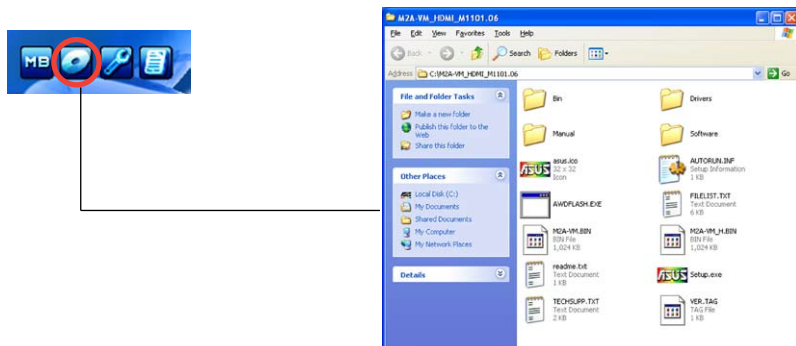 MB
M2A-VM_HDMI_M1101.06
File Edit View Favorites Tools Help
Back Search Folders
Address C:\M2A-VM_HDMI_M1101.06 Go
File and Folder Tasks
Make a new folder
Publish this folder to the
Web
Share this folder
Other Places
Local Disk (C:)
My Documents
Shared Documents
My Computer
My Network Places
Details
Bin
Drivers
Manual
Software
ASUS
asus.ico
32 x 32
Icon
AUTORUN.INF
Setup Information
1 KB
AWDFLASH.EXE
FILELIST.TXT
Text Document
6 KB
M2A-VM.BIN
BIN File
1,024 KB
M2A-VM_H.BIN
BIN File
1,024 KB
readme.txt
Text Document
1 KB
ASUS
Setup.exe
TECHSUPP.TXT
Text Document
2 KB
VER.TAG
TAG File
1 KB